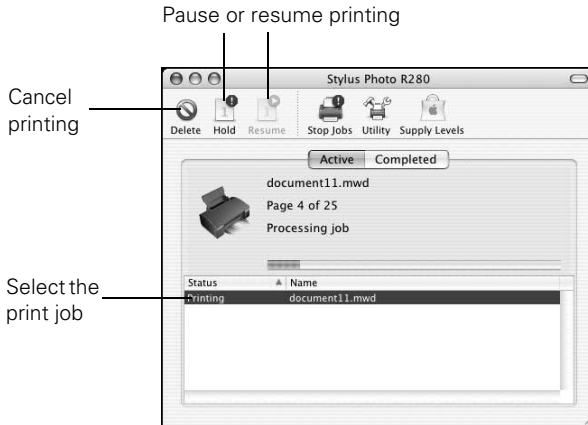 Pause or resume printing
Cancel
printing
Stylus Photo R280
Delete Hold Resume Stop Jobs Utility Supply Levels
Active Completed
document11.mwd
Page 4 of 25
Processing job
Select the
print job
Status Name
Printing document11.mwd